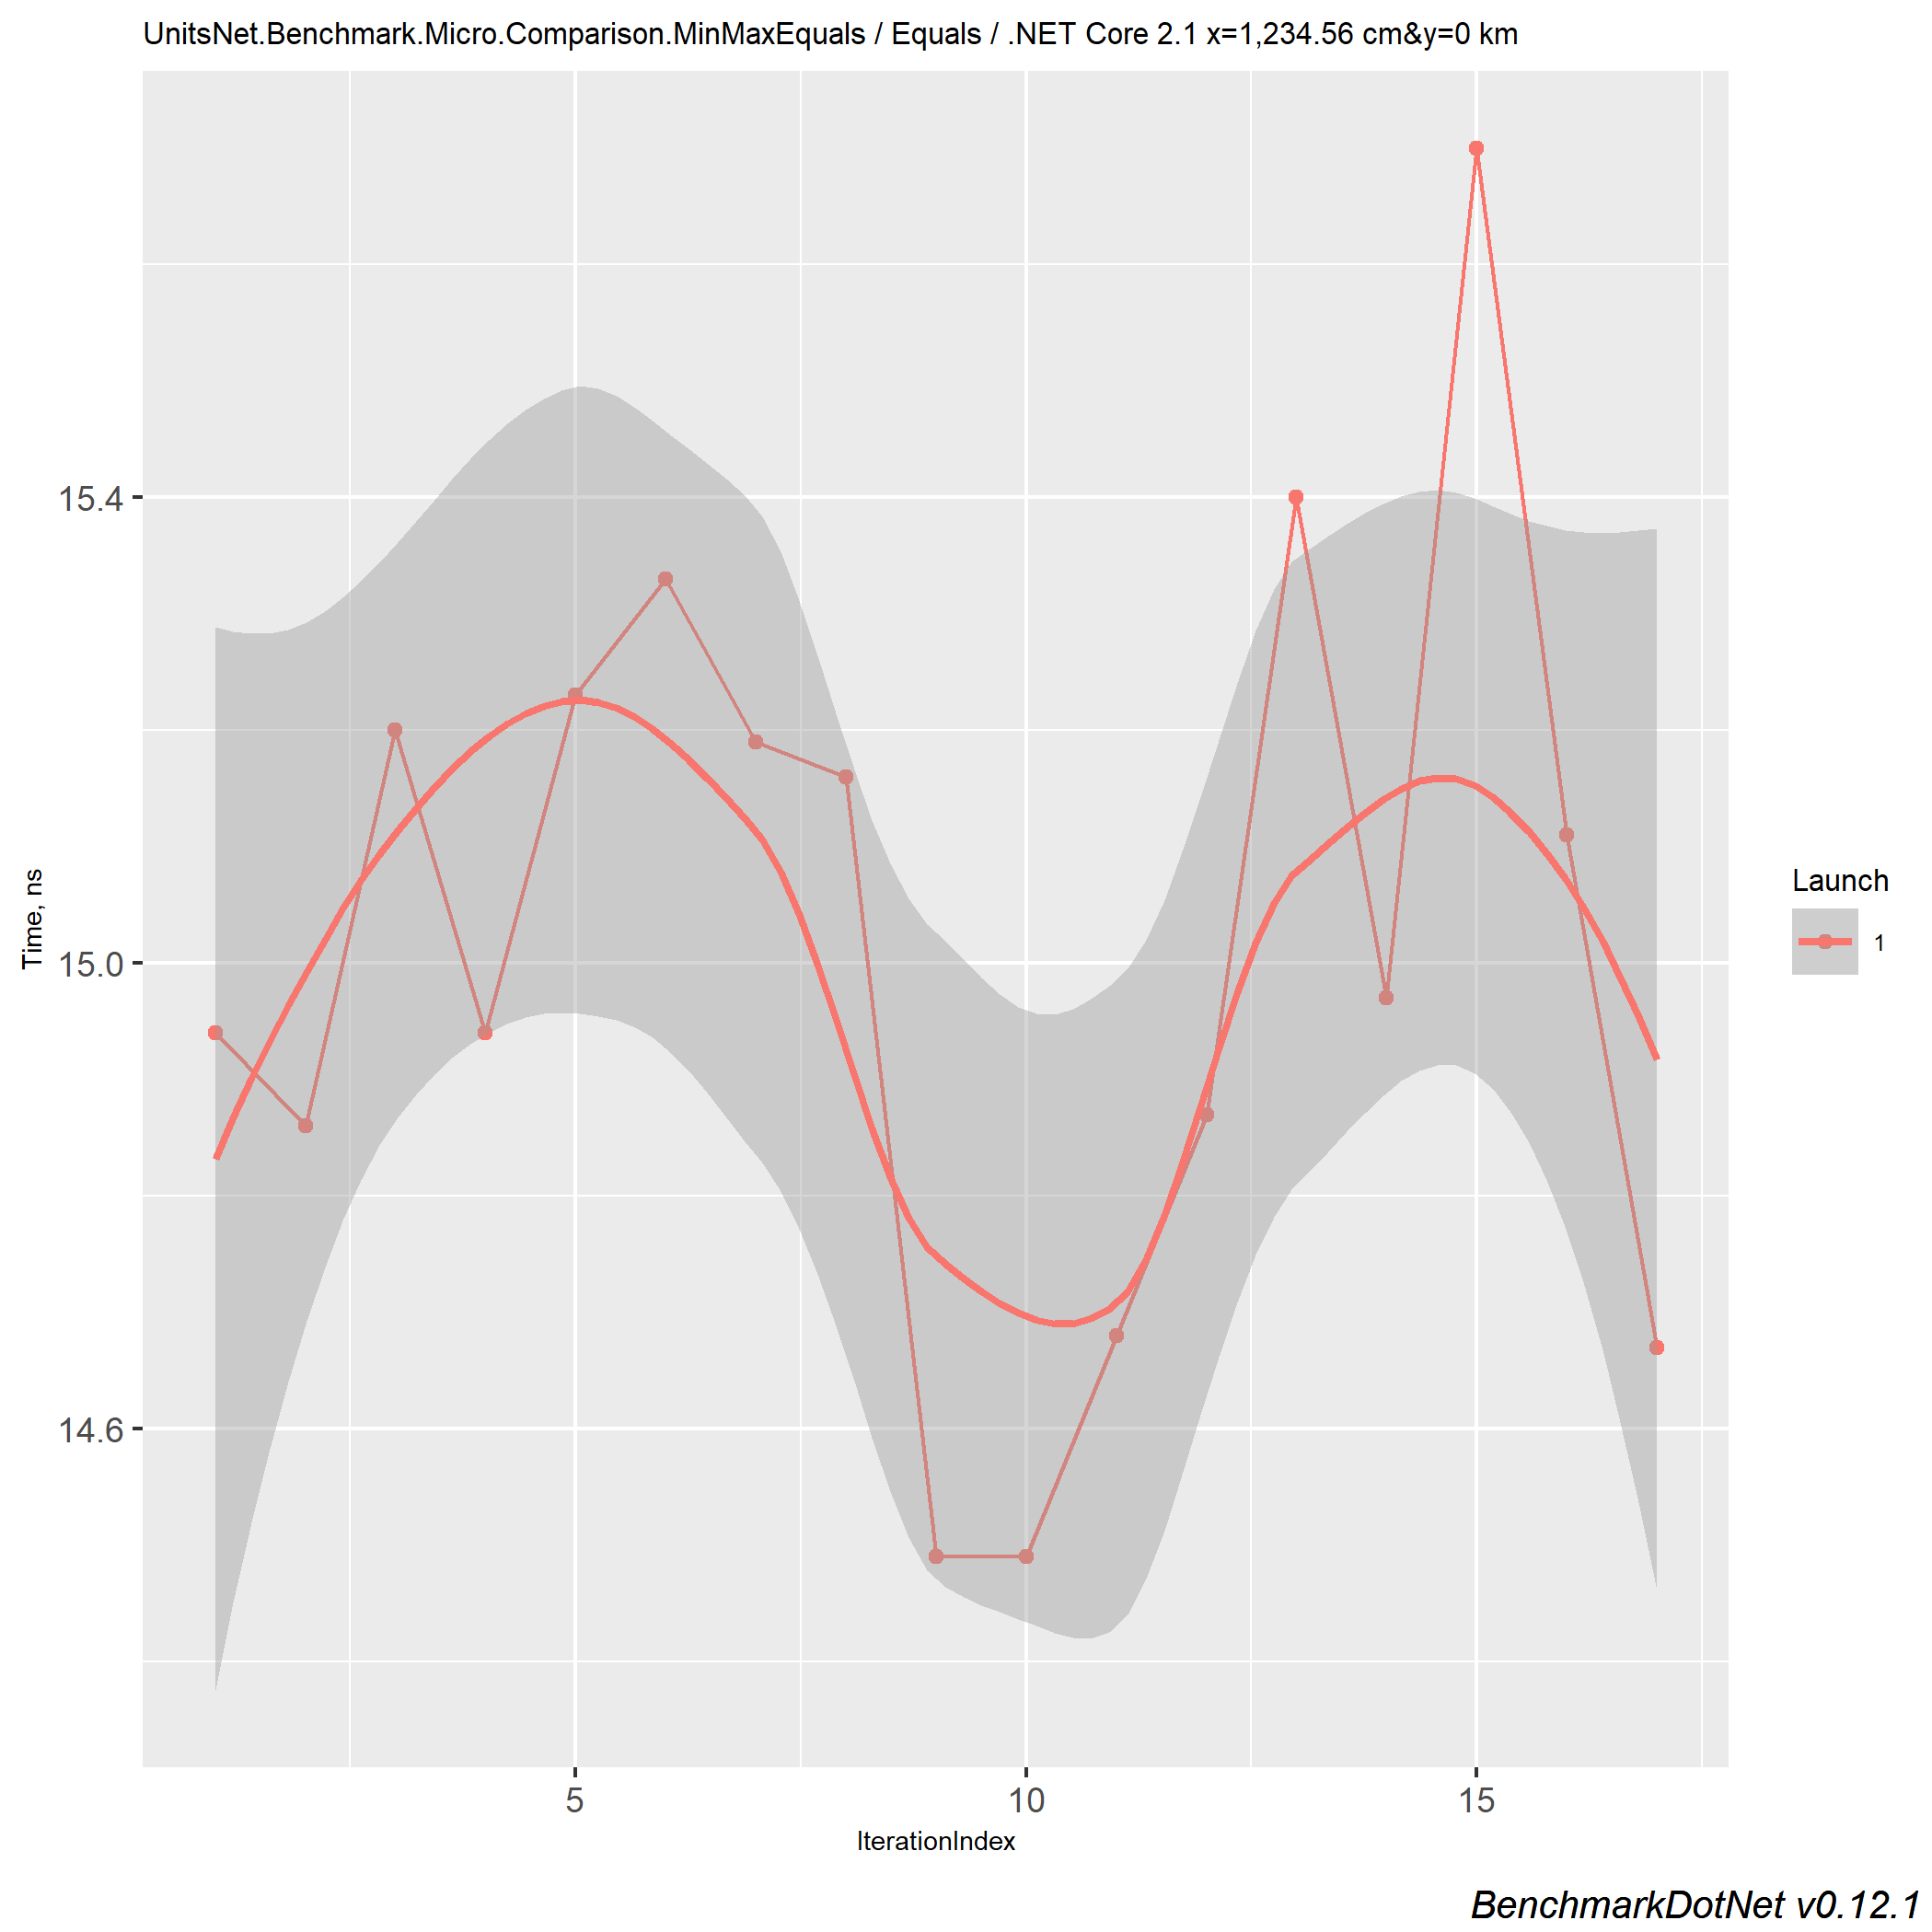 UnitsNet.Benchmark.Micro.Comparison.MinMaxEquals / Equals / .NET Core 2.1 x=1,234.56 cm&y=0 km
15.4
15.0
14.6
Time, ns
5 10 15
IterationIndex
Launch
1
BenchmarkDotNet v0.12.1